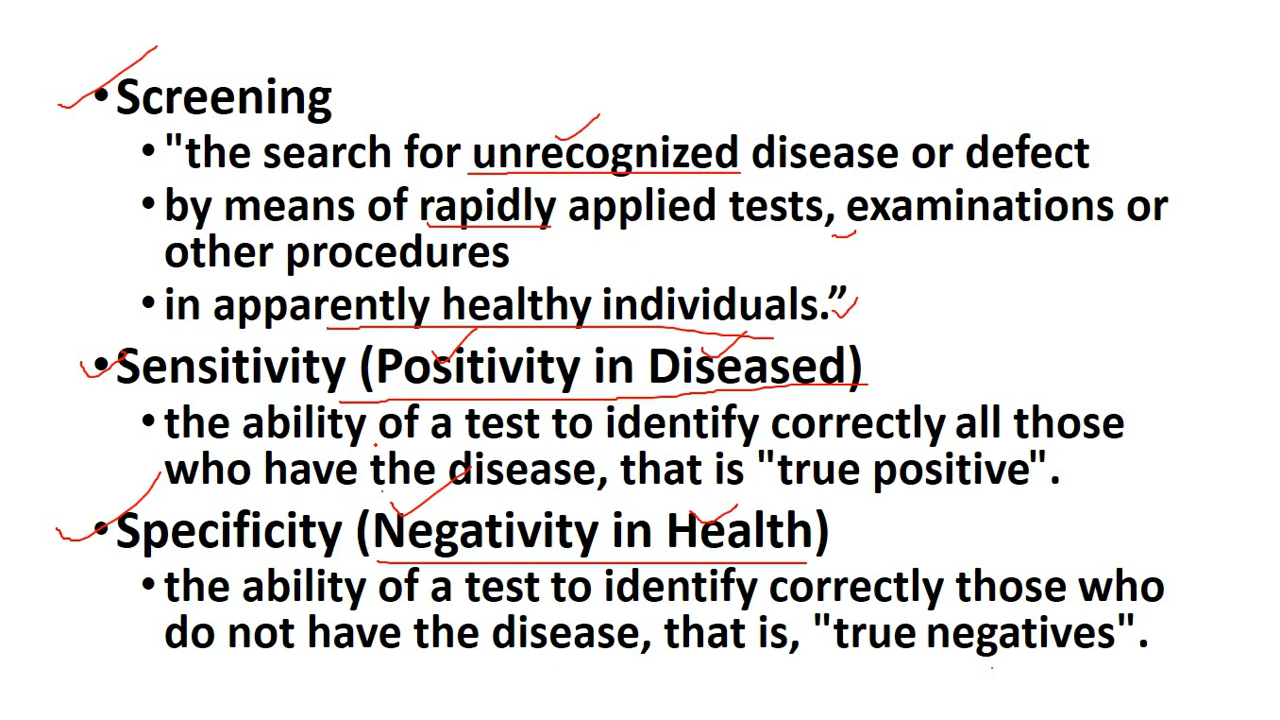 • Screening
• "the search for unrecognized disease or defect
• by means of rapidly applied tests, examinations or
other procedures
• in apparently healthy individuals.”
• Sensitivity (Positivity in Diseased)
• the ability of a test to identify correctly all those
who have the disease, that is "true positive".
• Specificity (Negativity in Health)
• the ability of a test to identify correctly those who
do not have the disease, that is, "true negatives".